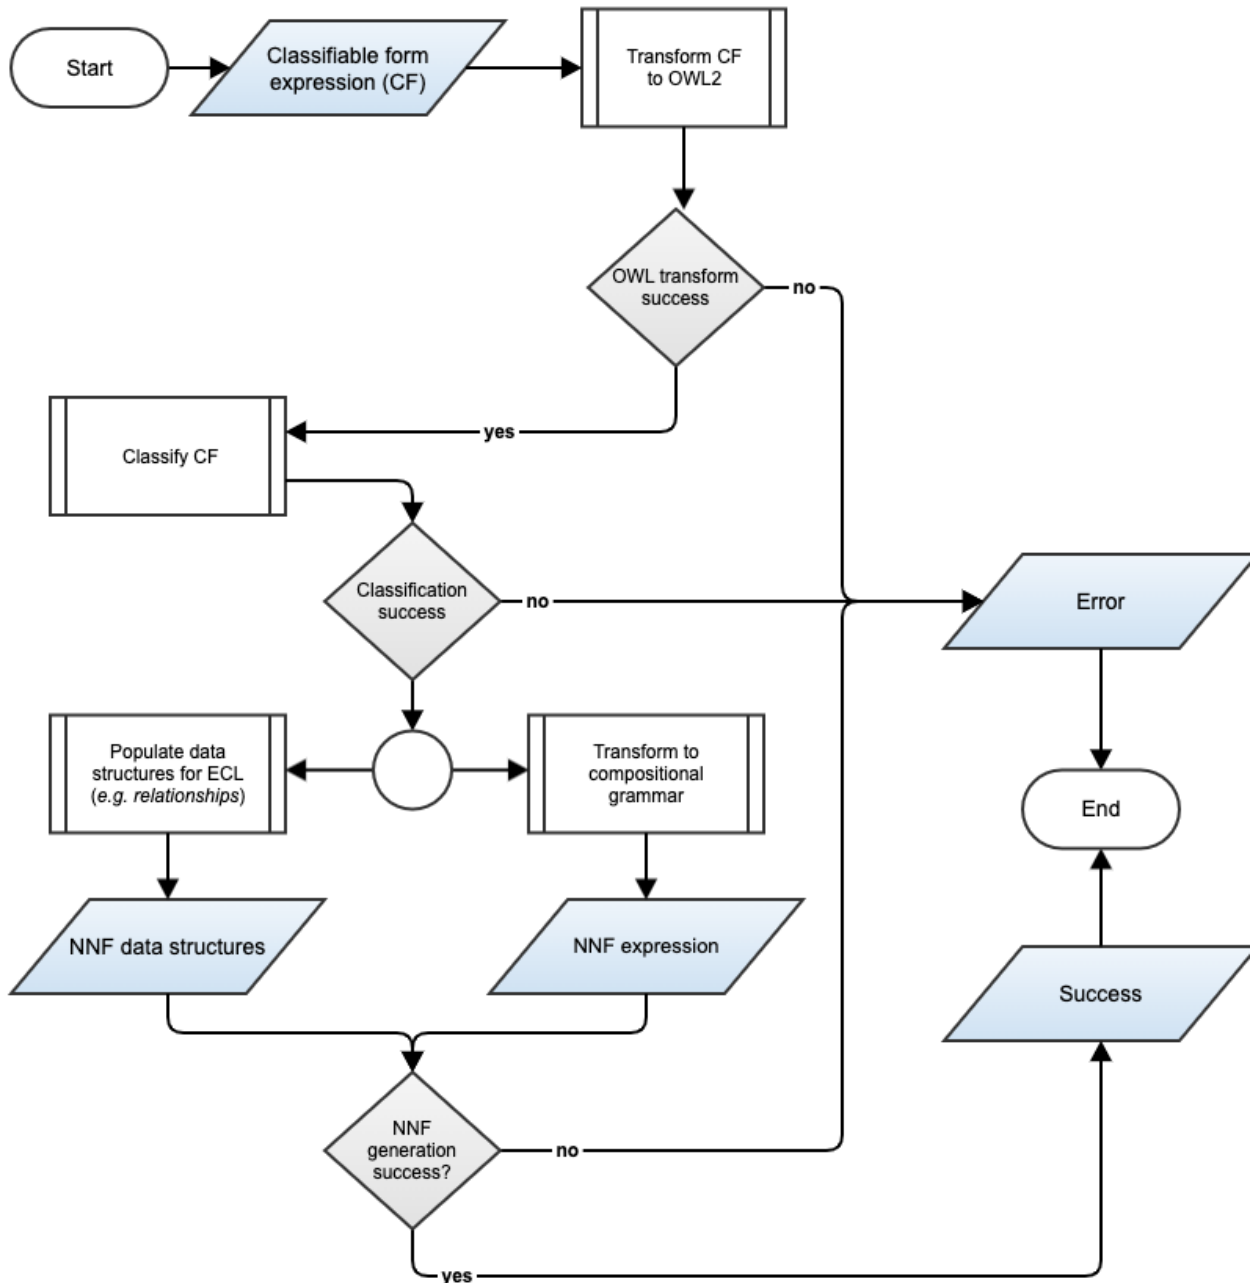 Start
Classifiable form
expression (CF)
Transform CF
to OWL2
OWL transform
success
no
yes
Classify CF
Classification
success
no
Error
Populate data
structures for ECL
(e.g. relationships)
Transform to
compositional
grammar
End
NNF data structures
NNF expression
Success
NNF
generation
success?
no
yes